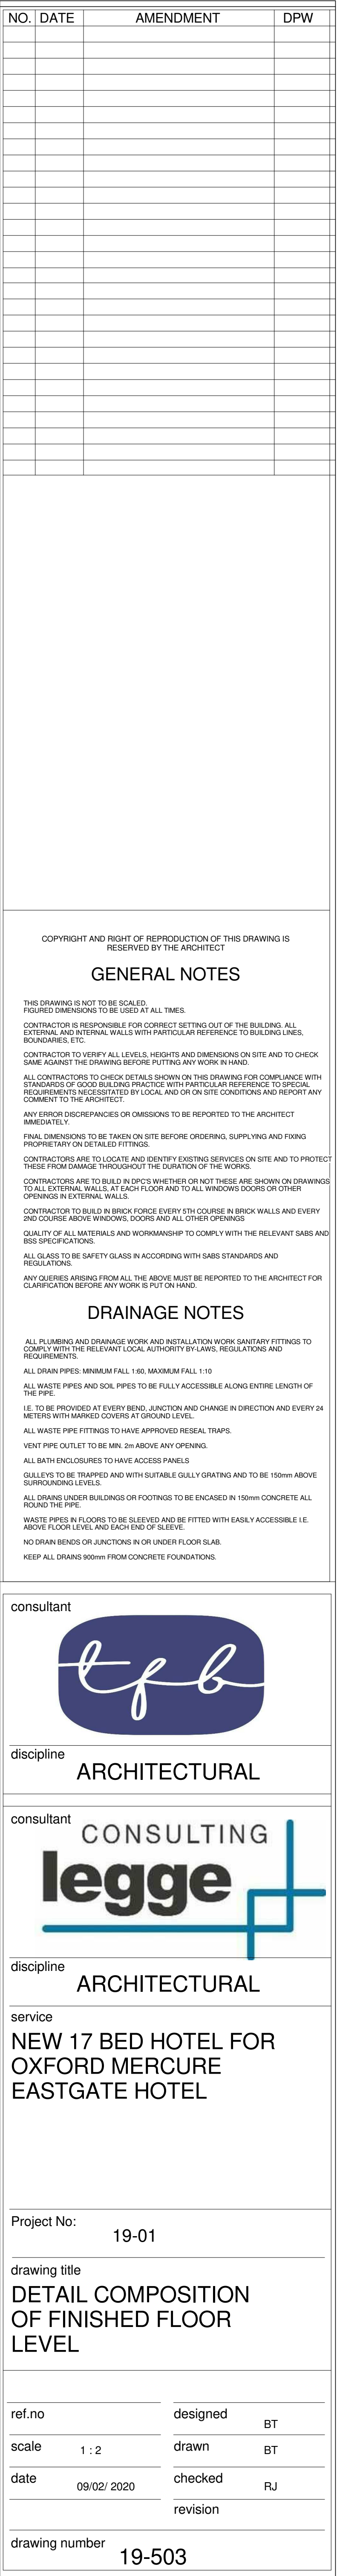 NO. DATE AMENDMENT DPW
COPYRIGHT AND RIGHT OF REPRODUCTION OF THIS DRAWING IS
RESERVED BY THE ARCHITECT
GENERAL NOTES
THIS DRAWING IS NOT TO BE SCALED.
FIGURED DIMENSIONS TO BE USED AT ALL TIMES.
CONTRACTOR IS RESPONSIBLE FOR CORRECT SETTING OUT OF THE BUILDING. ALL
EXTERNAL AND INTERNAL WALLS WITH PARTICULAR REFERENCE TO BUILDING LINES,
BOUNDARIES, ETC.
CONTRACTOR TO VERIFY ALL LEVELS, HEIGHTS AND DIMENSIONS ON SITE AND TO CHECK
SAME AGAINST THE DRAWING BEFORE PUTTING ANY WORK IN HAND.
ALL CONTRACTORS TO CHECK DETAILS SHOWN ON THIS DRAWING FOR COMPLIANCE WITH
STANDARDS OF GOOD BUILDING PRACTICE WITH PARTICULAR REFERENCE TO SPECIAL
REQUIREMENTS NECESSITATED BY LOCAL AND OR ON SITE CONDITIONS AND REPORT ANY
COMMENT TO THE ARCHITECT.
ANY ERROR DISCREPANCIES OR OMISSIONS TO BE REPORTED TO THE ARCHITECT
IMMEDIATELY.
FINAL DIMENSIONS TO BE TAKEN ON SITE BEFORE ORDERING, SUPPLYING AND FIXING
PROPRIETARY ON DETAILED FITTINGS.
CONTRACTORS ARE TO LOCATE AND IDENTIFY EXISTING SERVICES ON SITE AND TO PROTECT
THESE FROM DAMAGE THROUGHOUT THE DURATION OF THE WORKS.
CONTRACTORS ARE TO BUILD IN DPC'S WHETHER OR NOT THESE ARE SHOWN ON DRAWINGS
TO ALL EXTERNAL WALLS, AT EACH FLOOR AND TO ALL WINDOWS DOORS OR OTHER
OPENINGS IN EXTERNAL WALLS.
CONTRACTOR TO BUILD IN BRICK FORCE EVERY 5TH COURSE IN BRICK WALLS AND EVERY
2ND COURSE ABOVE WINDOWS, DOORS AND ALL OTHER OPENINGS
QUALITY OF ALL MATERIALS AND WORKMANSHIP TO COMPLY WITH THE RELEVANT SABS AND
BSS SPECIFICATIONS.
ALL GLASS TO BE SAFETY GLASS IN ACCORDING WITH SABS STANDARDS AND
REGULATIONS.
ANY QUERIES ARISING FROM ALL THE ABOVE MUST BE REPORTED TO THE ARCHITECT FOR
CLARIFICATION BEFORE ANY WORK IS PUT ON HAND.
DRAINAGE NOTES
ALL PLUMBING AND DRAINAGE WORK AND INSTALLATION WORK SANITARY FITTINGS TO
COMPLY WITH THE RELEVANT LOCAL AUTHORITY BY-LAWS, REGULATIONS AND
REQUIREMENTS.
ALL DRAIN PIPES: MINIMUM FALL 1:60, MAXIMUM FALL 1:10
ALL WASTE PIPES AND SOIL PIPES TO BE FULLY ACCESSIBLE ALONG ENTIRE LENGTH OF
THE PIPE.
I.E. TO BE PROVIDED AT EVERY BEND, JUNCTION AND CHANGE IN DIRECTION AND EVERY 24
METERS WITH MARKED COVERS AT GROUND LEVEL.
ALL WASTE PIPE FITTINGS TO HAVE APPROVED RESEAL TRAPS.
VENT PIPE OUTLET TO BE MIN. 2m ABOVE ANY OPENING.
ALL BATH ENCLOSURES TO HAVE ACCESS PANELS
GULLEYS TO BE TRAPPED AND WITH SUITABLE GULLY GRATING AND TO BE 150mm ABOVE
SURROUNDING LEVELS.
ALL DRAINS UNDER BUILDINGS OR FOOTINGS TO BE ENCASED IN 150mm CONCRETE ALL
ROUND THE PIPE.
WASTE PIPES IN FLOORS TO BE SLEEVED AND BE FITTED WITH EASILY ACCESSIBLE I.E.
ABOVE FLOOR LEVEL AND EACH END OF SLEEVE.
NO DRAIN BENDS OR JUNCTIONS IN OR UNDER FLOOR SLAB.
KEEP ALL DRAINS 900mm FROM CONCRETE FOUNDATIONS.
consultant
tfb
discipline
ARCHITECTURAL
consultant
CONSULTING
legge
discipline
ARCHITECTURAL
service
NEW 17 BED HOTEL FOR
OXFORD MERCURE
EASTGATE HOTEL
Project No:
19-01
drawing title
DETAIL COMPOSITION
OF FINISHED FLOOR
LEVEL
ref.no
designed BT
scale 1 : 2
drawn BT
date 09/02/ 2020
checked RJ
revision
drawing number 19-503